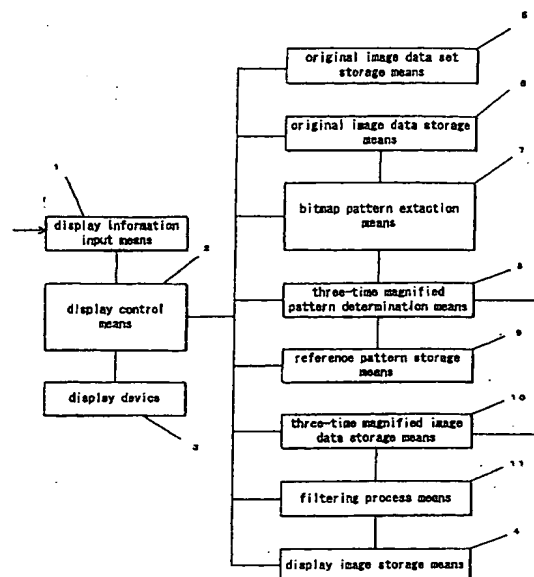 5
original image data set
storage means
6
original image data storage
means
7
bitmap pattern extaction
means
1
display information
input means
2
display control
means
display device
3
8
three-time magnified
pattern determination means
9
reference pattern storage
means
10
three-time magnified image
data storage means
11
filtering process means
4
display image storage means